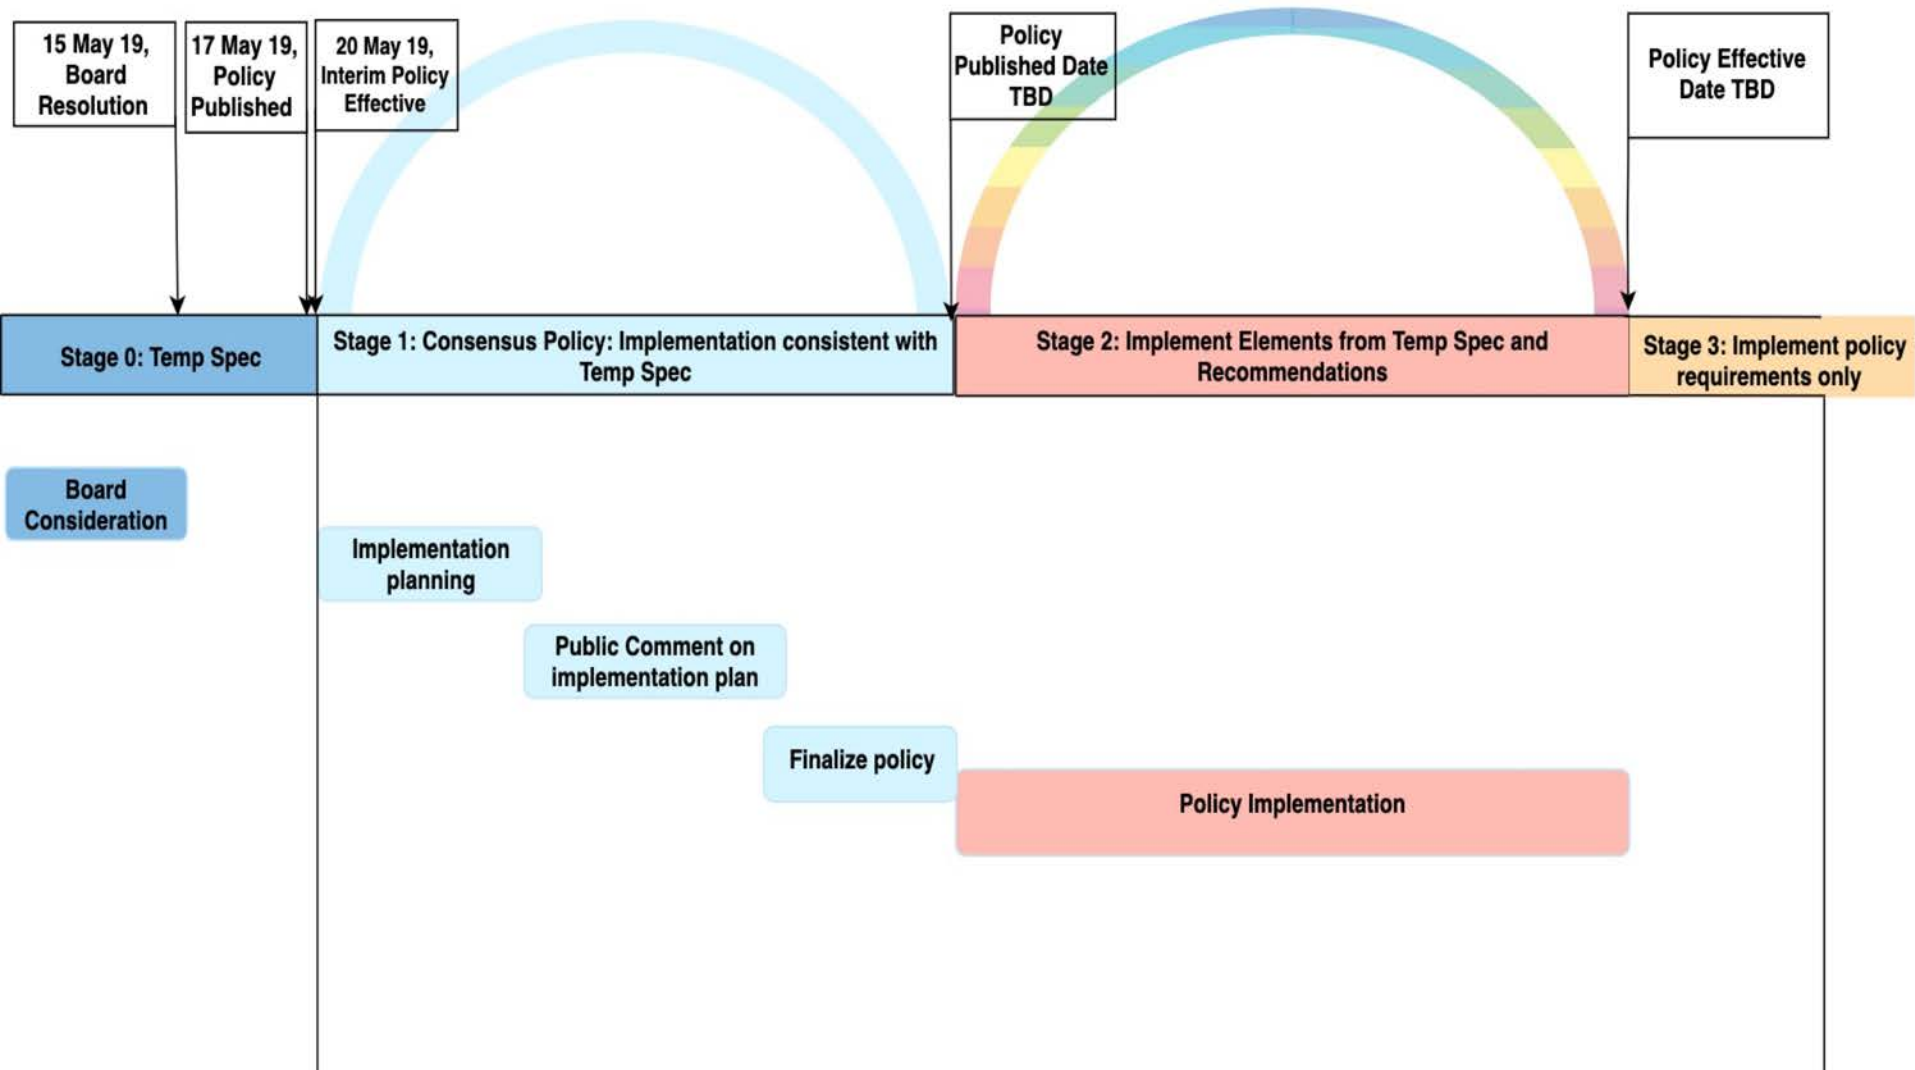 15 May 19,
Board
Resolution
17 May 19,
Policy
Published
20 May 19,
Interim Policy
Effective
Policy
Published Date
TBD
Policy Effective
Date TBD
Stage 0: Temp Spec
Stage 1: Consensus Policy: Implementation consistent with
Temp Spec
Stage 2: Implement Elements from Temp Spec and
Recommendations
Stage 3: Implement policy
requirements only
Board
Consideration
Implementation
planning
Public Comment on
implementation plan
Finalize policy
Policy Implementation